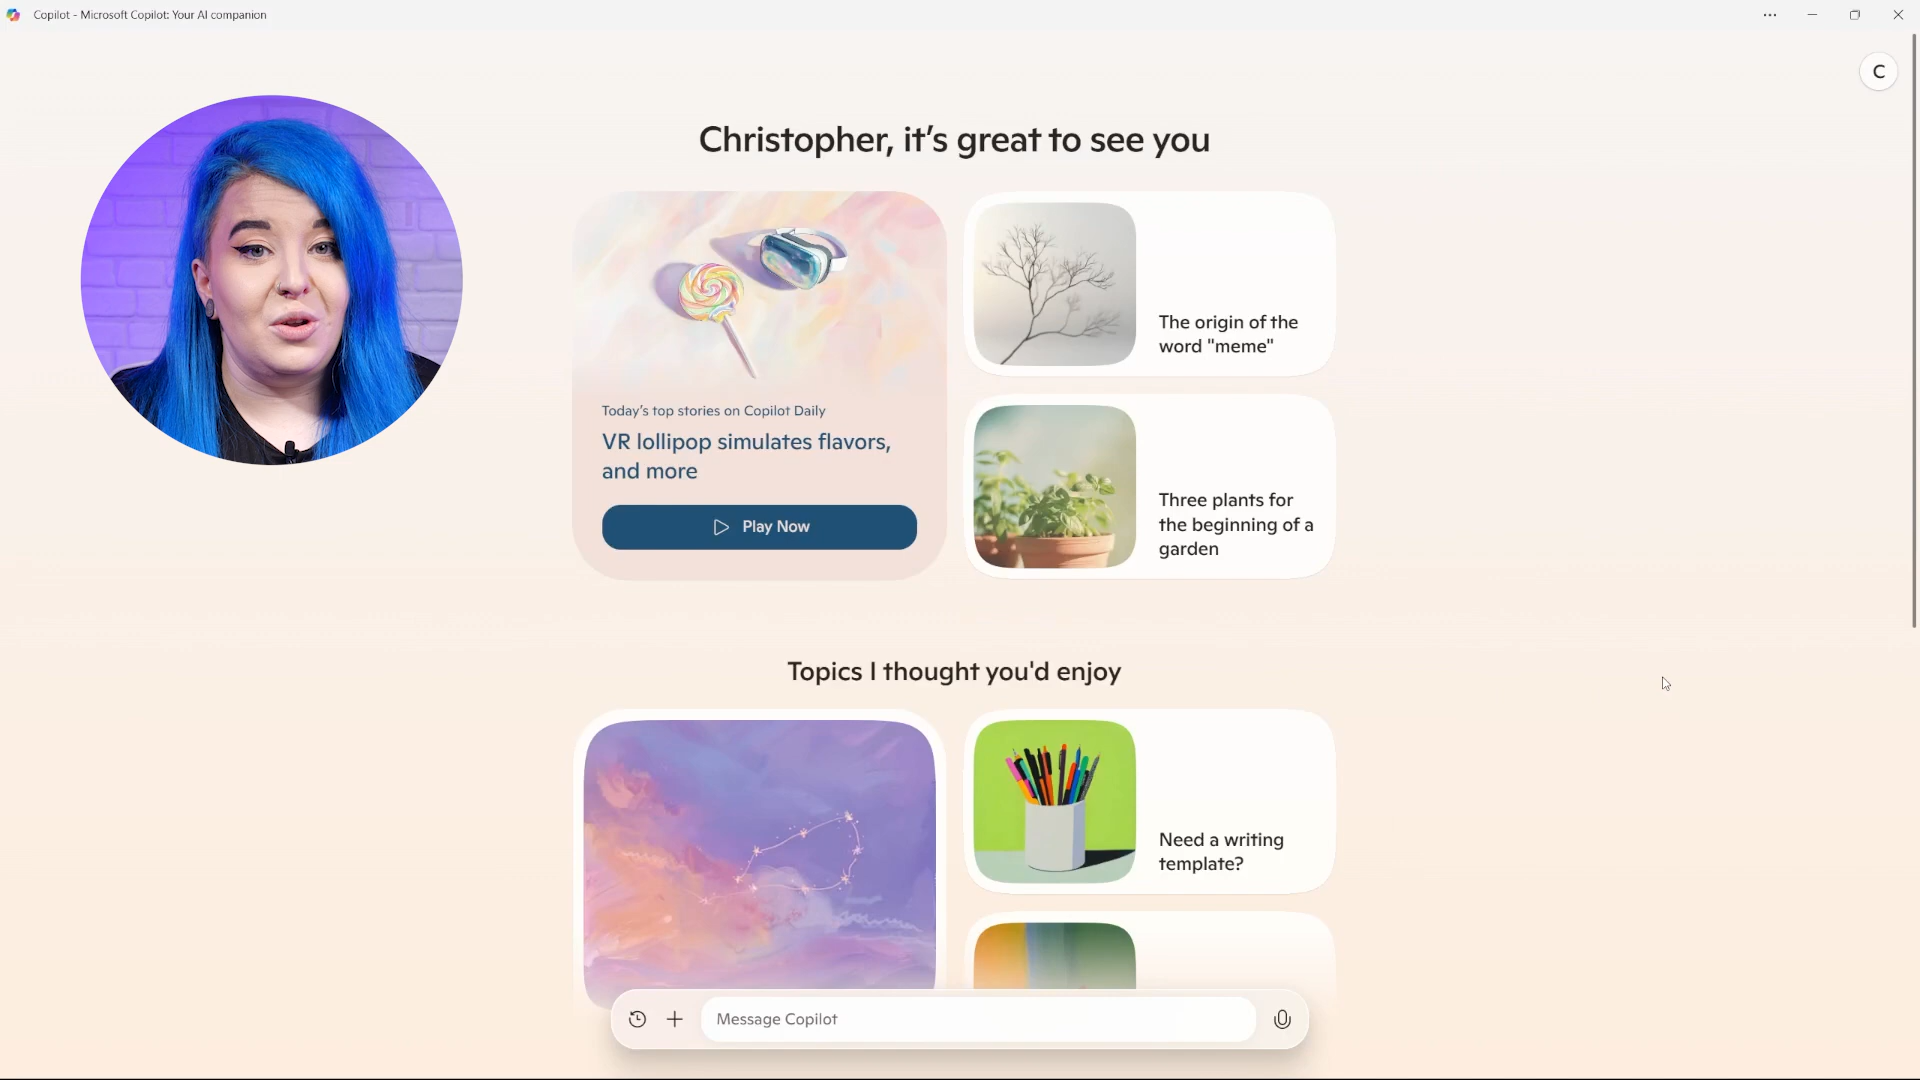 Copilot - Microsoft Copilot: Your AI companion
C
Christopher, it's great to see you
The origin of the
word "meme"
Today's top stories on Copilot Daily
VR lollipop simulates flavors,
and more
Play Now
Three plants for
the beginning of a
garden
Topics I thought you'd enjoy
Need a writing
template?
Message Copilot